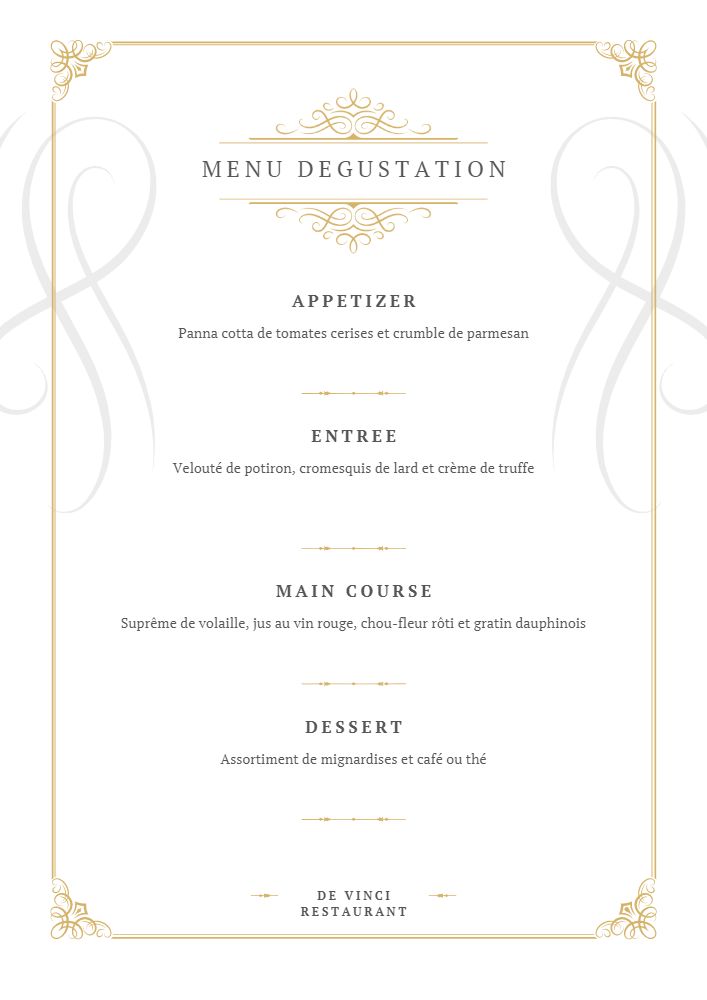 MENU DEGUSTATION
APPETIZER
Panna cotta de tomates cerises et crumble de parmesan
ENTREE
Velouté de potiron, cromesquis de lard et crème de truffe
MAIN COURSE
Suprême de volaille, jus au vin rouge, chou-fleur rôti et gratin dauphinois
DESSERT
Assortiment de mignardises et café ou thé
DE VINCI
RESTAURANT